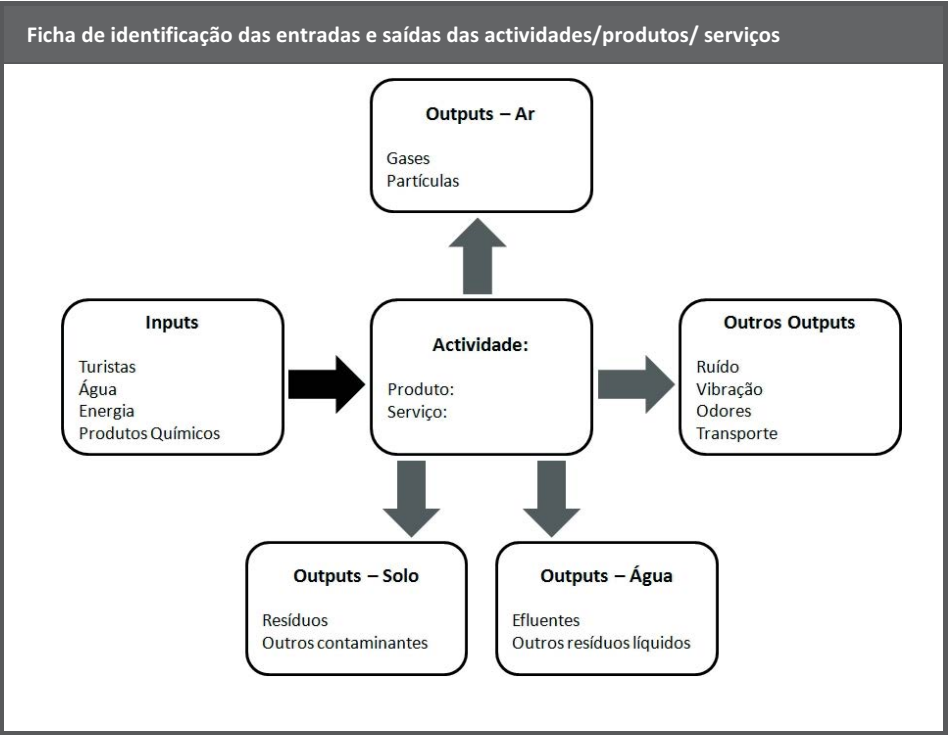 Ficha de identificação das entradas e saídas das actividades/produtos/ serviços
Outputs – Ar
Gases
Partículas
Inputs
Turistas
Água
Energia
Produtos Químicos
Actividade:
Produto:
Serviço:
Outros Outputs
Ruído
Vibração
Odores
Transporte
Outputs – Solo
Resíduos
Outros contaminantes
Outputs – Água
Efluentes
Outros resíduos líquidos